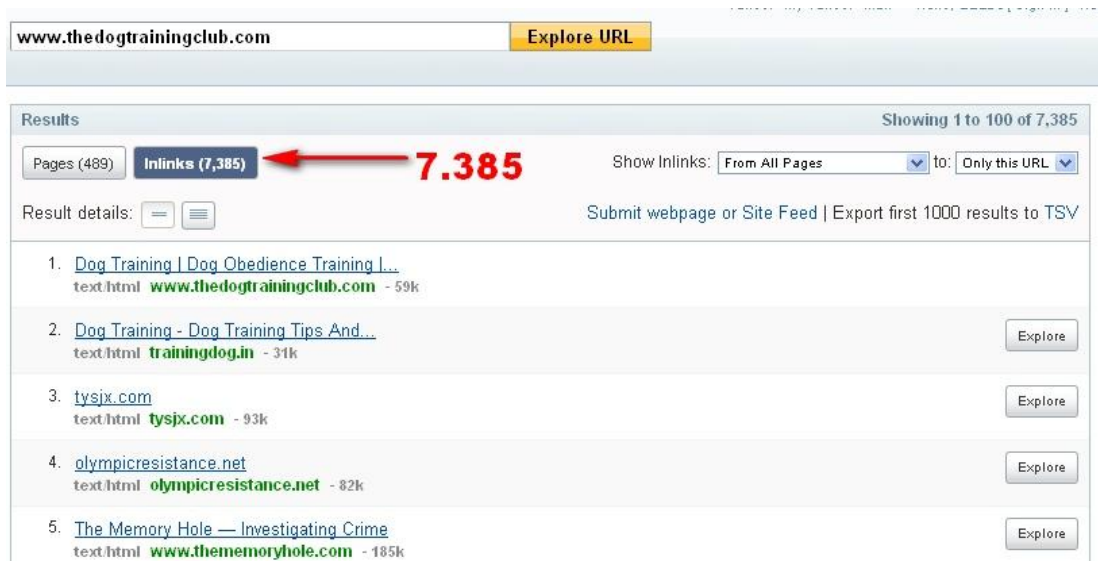 www.thedogtrainingclub.com Explore URL
Results Showing 1 to 100 of 7,385
Pages (489) Inlinks (7,385) 7.385 Show Inlinks: From All Pages to: Only this URL
Result details: Submit webpage or Site Feed | Export first 1000 results to TSV
1. Dog Training | Dog Obedience Training |...
text/html www.thedogtrainingclub.com - 59k
2. Dog Training - Dog Training Tips And...
text/html trainingdog.in - 31k
Explore
3. tysjx.com
text/html tysjx.com - 93k
Explore
4. olympicresistance.net
text/html olympicresistance.net - 82k
Explore
5. The Memory Hole — Investigating Crime
text/html www.thememoryhole.com - 185k
Explore